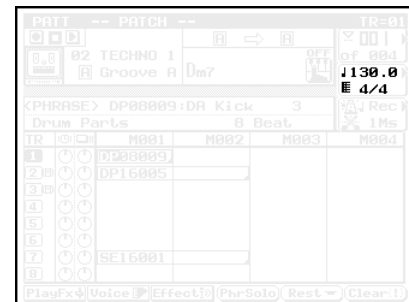 PATT -- PATCH -- TR=01
A ⇨ A 001
02 TECHNO 1 OFF of 004
A Groove A Dm7 ♩130.0
4/4
<PHRASE> DP08009:DA Kick 3 Rec
Drum Parts 8 Beat 1Ms
TR M001 M002 M003 M004
1 DP08009
2 DP16005
3
4
5
6
7 SE16001
8
PlayFx Voice Effect PhrSolo Rest Clear